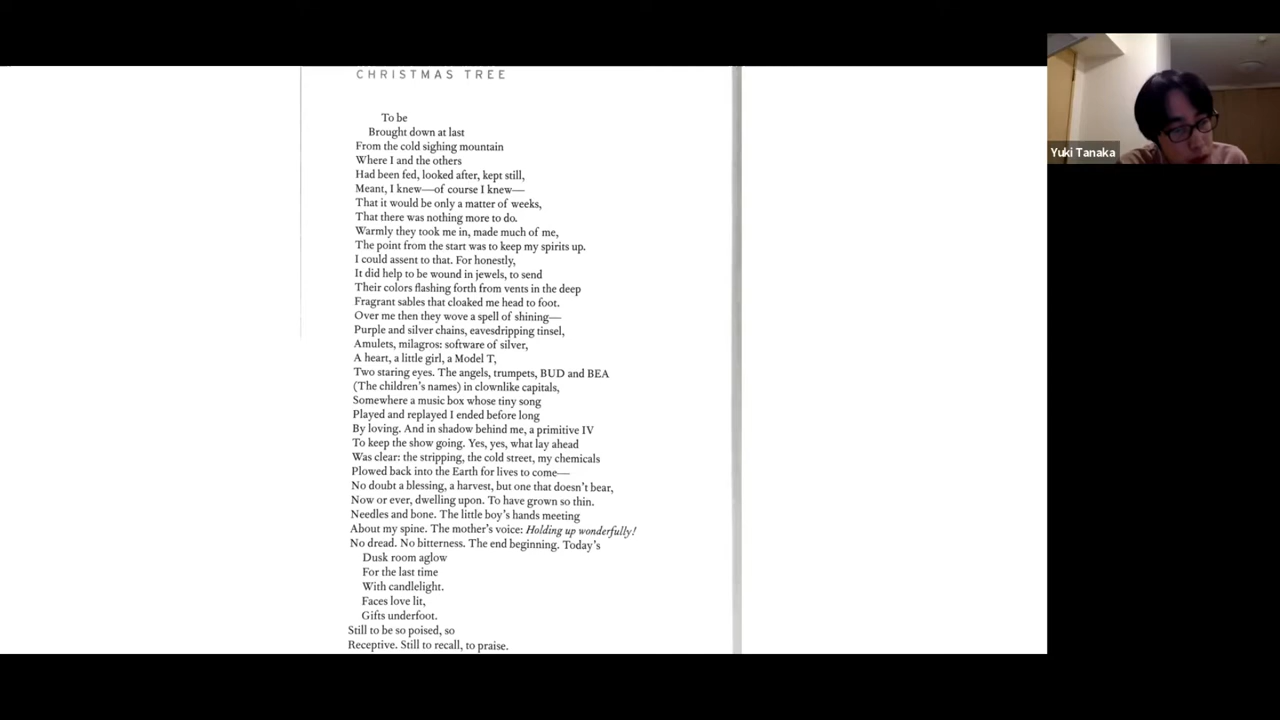 CHRISTMAS TREE
To be
Brought down at last
From the cold sighing mountain
Where I and the others
Had been fed, looked after, kept still,
Meant, I knew—of course I knew—
That it would be only a matter of weeks,
That there was nothing more to do.
Warmly they took me in, made much of me,
The point from the start was to keep my spirits up.
I could assent to that. For honestly,
It did help to be wound in jewels, to send
Their colors flashing forth from vents in the deep
Fragrant sables that cloaked me head to foot.
Over me then they wove a spell of shining—
Purple and silver chains, eavesdripping tinsel,
Amulets, milagros: software of silver,
A heart, a little girl, a Model T,
Two staring eyes. The angels, trumpets, BUD and BEA
(The children's names) in clownlike capitals,
Somewhere a music box whose tiny song
Played and replayed I ended before long
By loving. And in shadow behind me, a primitive IV
To keep the show going. Yes, yes, what lay ahead
Was clear: the stripping, the cold street, my chemicals
Plowed back into the Earth for lives to come—
No doubt a blessing, a harvest, but one that doesn't bear,
Now or ever, dwelling upon. To have grown so thin.
Needles and bone. The little boy's hands meeting
About my spine. The mother's voice: Holding up wonderfully!
No dread. No bitterness. The end beginning. Today's
Dusk room aglow
For the last time
With candlelight.
Faces love lit,
Gifts underfoot.
Still to be so poised, so
Receptive. Still to recall, to praise.
Yuki Tanaka